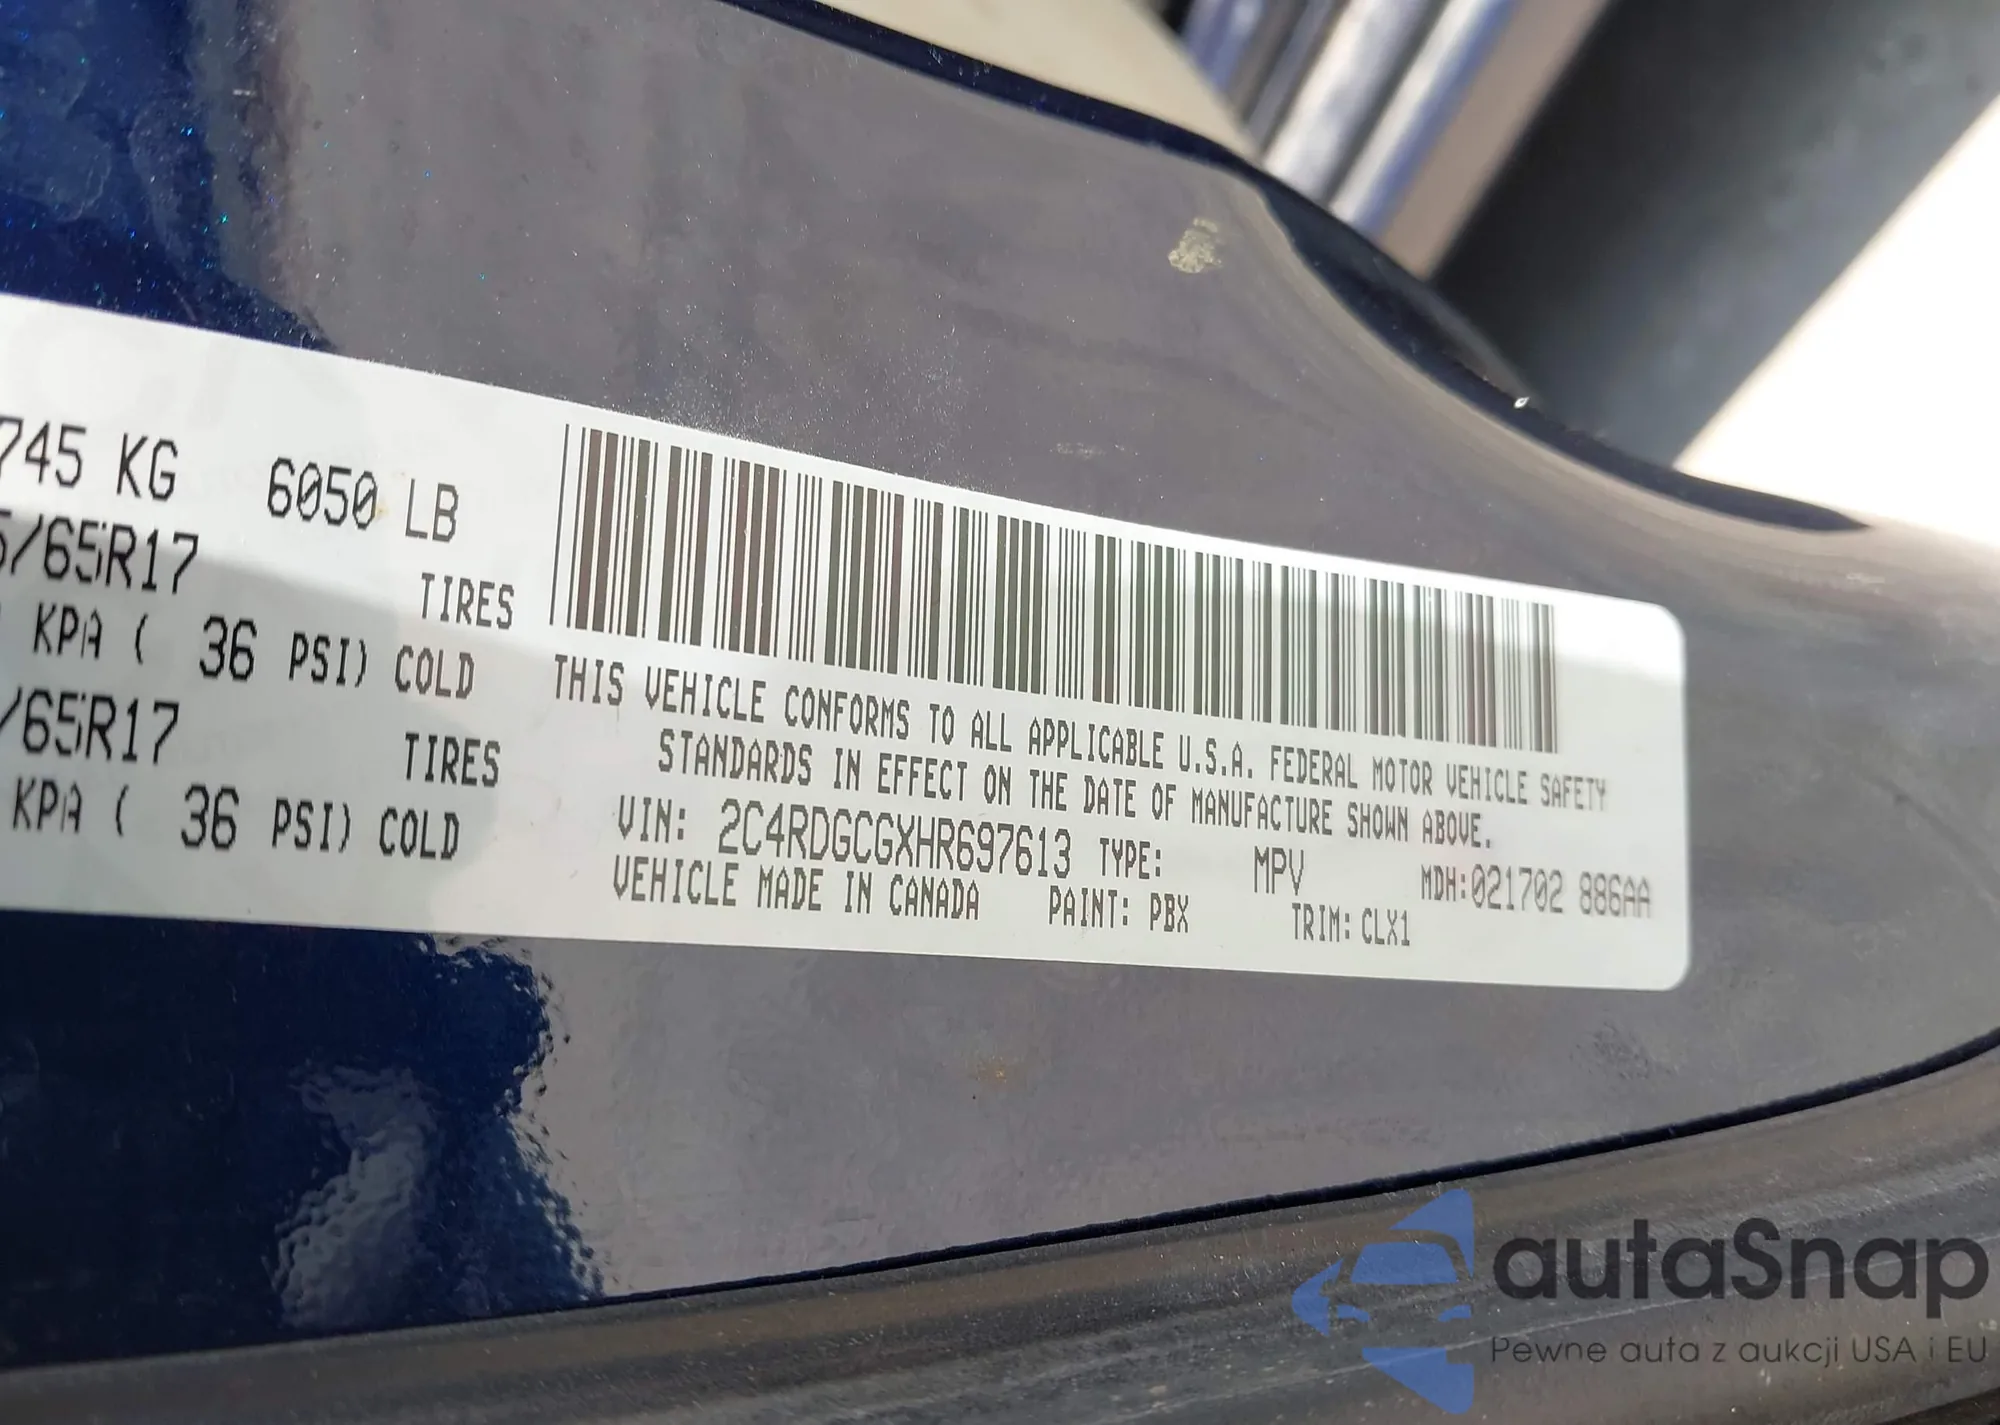 745 KG 6050 LB
5/65R17 TIRES
KPA ( 36 PSI) COLD
/65R17 TIRES
KPA ( 36 PSI) COLD
THIS VEHICLE CONFORMS TO ALL APPLICABLE U.S.A. FEDERAL MOTOR VEHICLE SAFETY
STANDARDS IN EFFECT ON THE DATE OF MANUFACTURE SHOWN ABOVE.
VIN: 2C4RDGCGXHR697613 TYPE: MPV MDH:021702 886AA
VEHICLE MADE IN CANADA PAINT: PBX TRIM: CLX1
autaSnap
Pewne auta z aukcji USA i EU